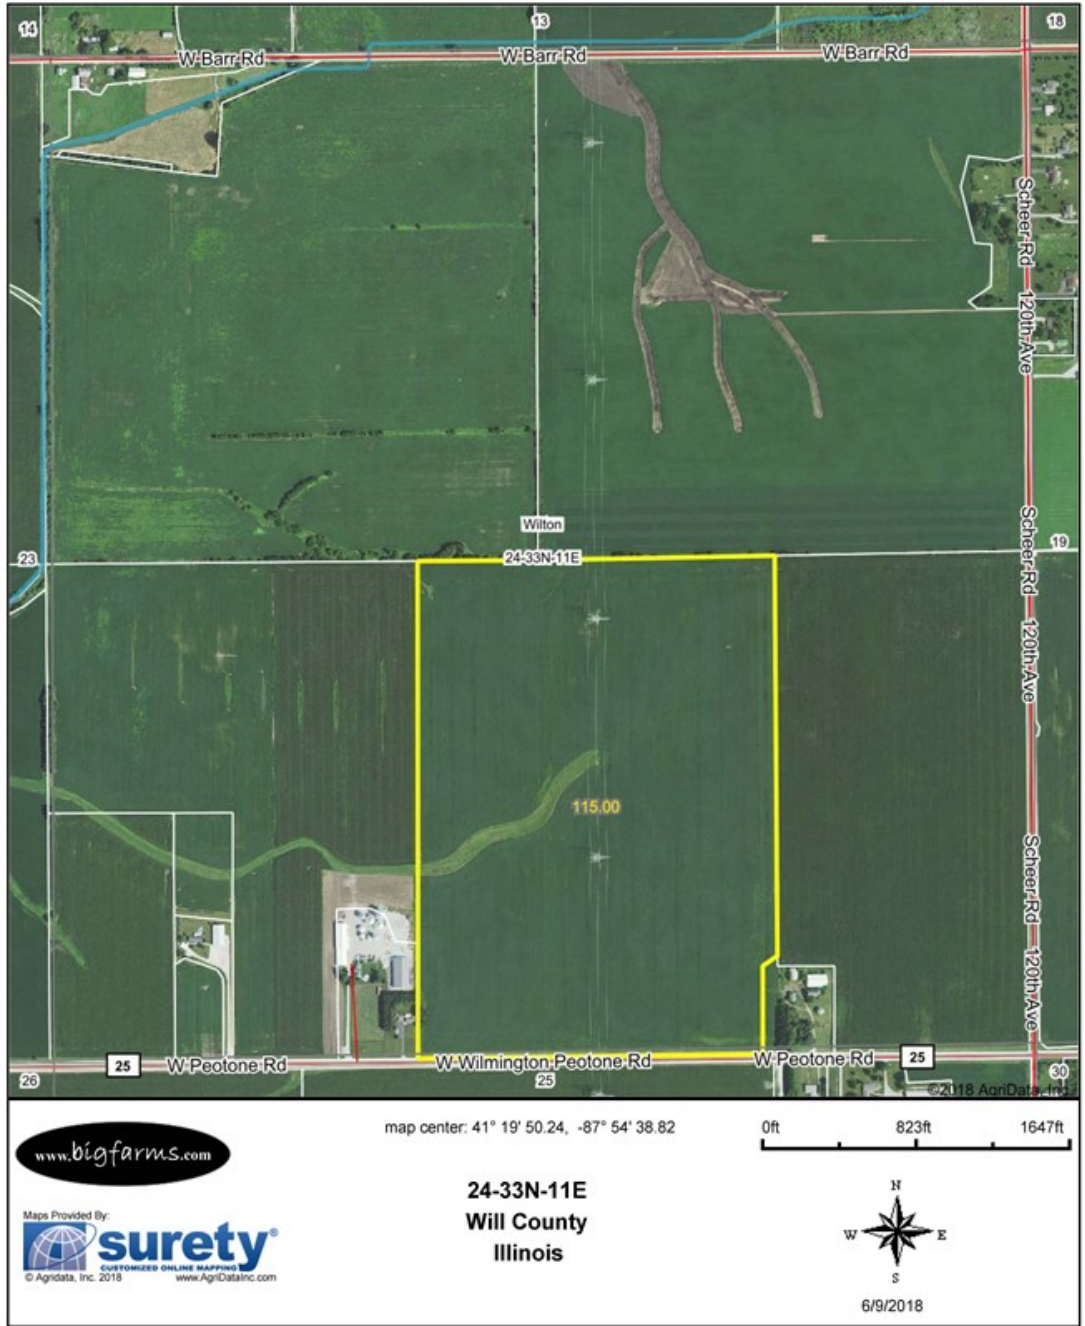 14
13
18
W Barr Rd
W Barr Rd
W Barr Rd
Scheer Rd
120th Ave
Wilton
23
24-33N-11E
19
Scheer Rd
120th Ave
115.00
Scheer Rd
120th Ave
25
W Peotone Rd
W Wilmington Peotone Rd
W Peotone Rd
25
26
25
30
©2018 AgriData, Inc.
map center: 41° 19' 50.24, -87° 54' 38.82
0ft 823ft 1647ft
www.bigfarms.com
24-33N-11E
Will County
Illinois
N
W E
S
Maps Provided By:
surety®
CUSTOMIZED ONLINE MAPPING
© Agridata, Inc. 2018 www.AgriDataInc.com
6/9/2018